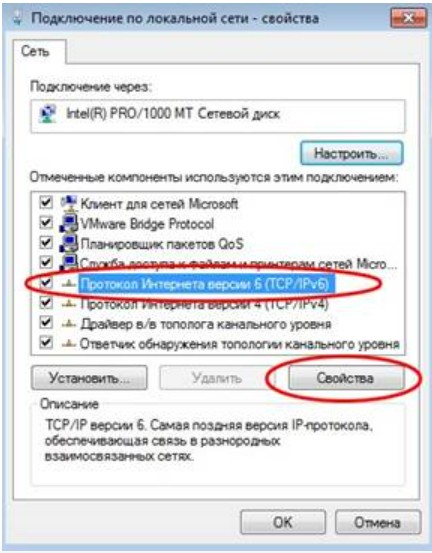 Подключение по локальной сети - свойства
Сеть
Подключение через:
Intel(R) PRO/1000 MT Сетевой диск
Настроить...
Отмеченные компоненты используются этим подключением:
Клиент для сетей Microsoft
VMware Bridge Protocol
Планировщик пакетов QoS
Служба доступа к файлам и принтерам сетей Micro...
Протокол Интернета версии 6 (TCP/IPv6)
Протокол Интернета версии 4 (TCP/IPv4)
Драйвер в/в тополога канального уровня
Ответчик обнаружения топологии канального уровня
Установить... Удалить Свойства
Описание
TCP/IP версии 6. Самая поздняя версия IP-протокола,
обеспечивающая связь в разнородных
взаимосвязанных сетях.
OK Отмена